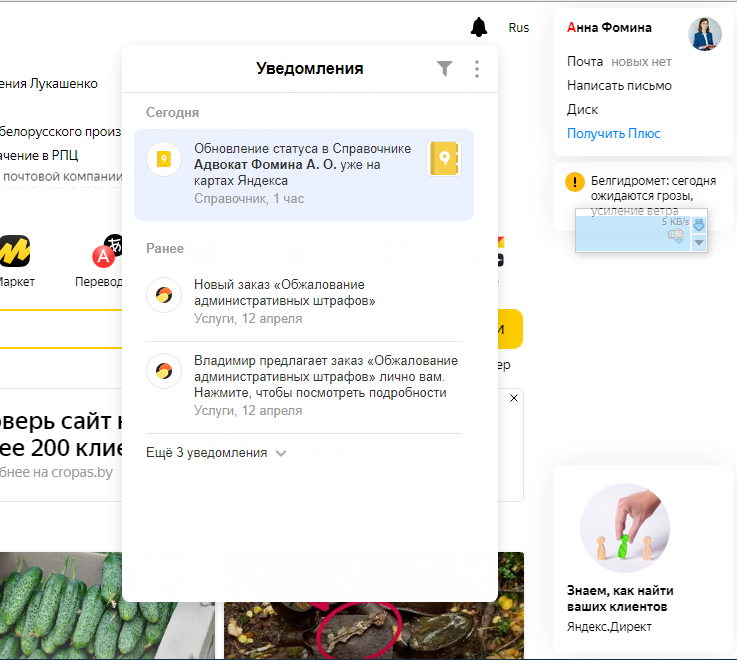 Rus
Анна Фомина
Почта новых нет
Написать письмо
Диск
Получить Плюс
Белгидромет: сегодня
ожидаются грозы,
усиление ветра
5 KB/s
Уведомления
Сегодня
Обновление статуса в Справочнике
Адвокат Фомина А. О. уже на
картах Яндекса
Справочник, 1 час
Ранее
Новый заказ «Обжалование
административных штрафов»
Услуги, 12 апреля
Владимир предлагает заказ «Обжалование
административных штрафов» лично вам.
Нажмите, чтобы посмотреть подробности
Услуги, 12 апреля
Ещё 3 уведомления
ения Лукашенко
белорусского произ
ачение в РПЦ
почтовой компании
Маркет
Перевод
и
ер
оверь сайт
ее 200 клие
бнее на cropas.by
Знаем, как найти
ваших клиентов
Яндекс.Директ